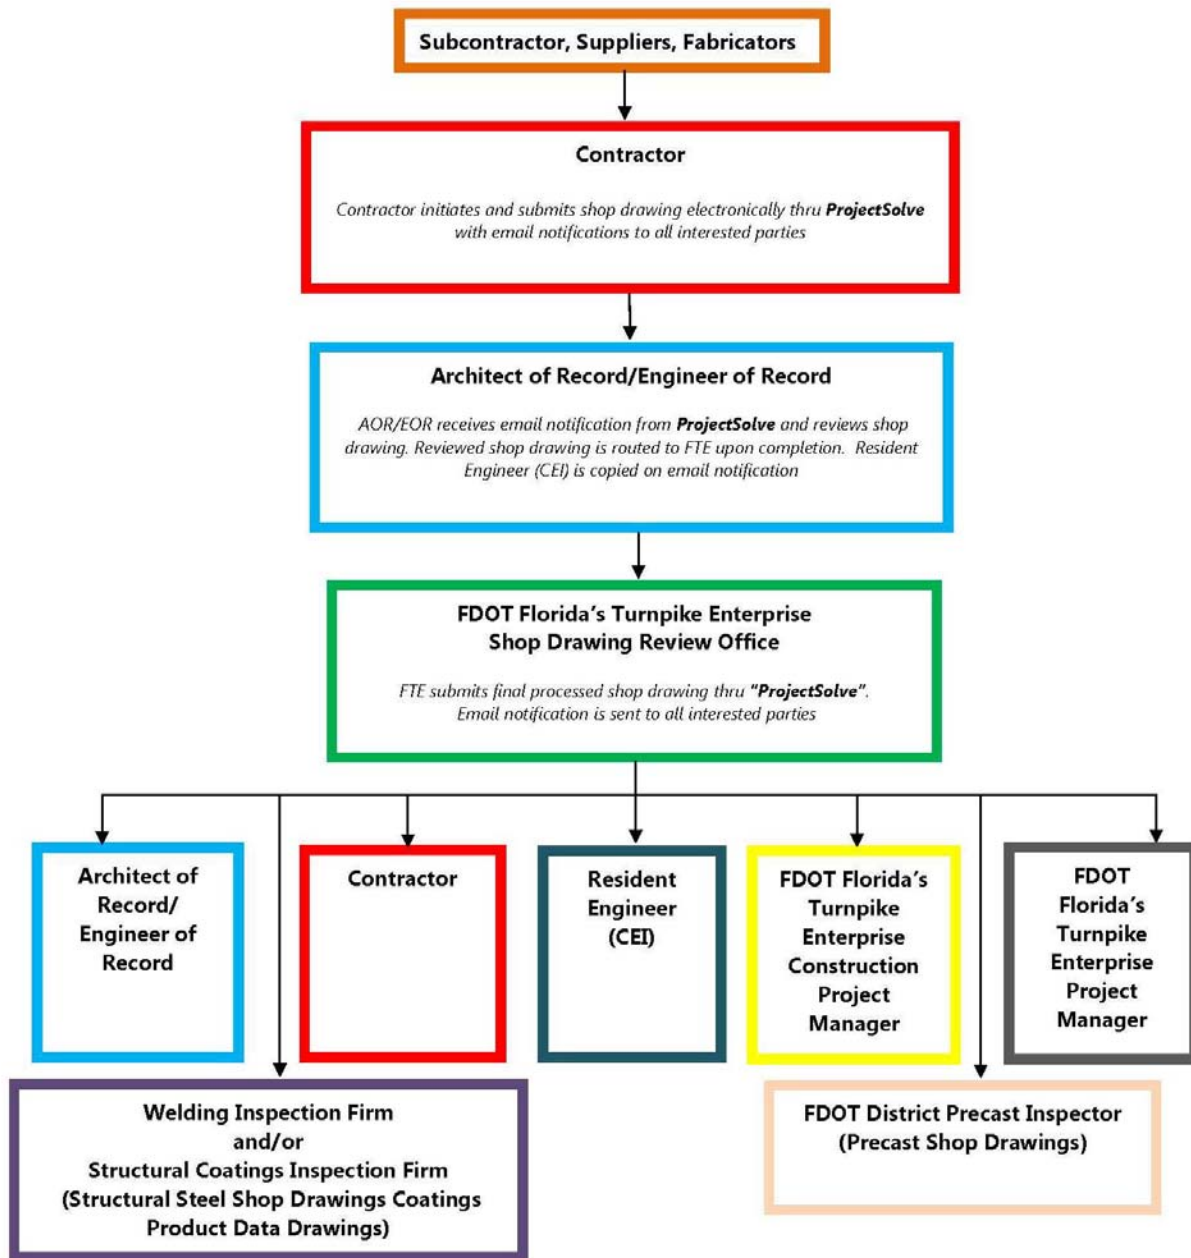 Subcontractor, Suppliers, Fabricators
Contractor
Contractor initiates and submits shop drawing electronically thru ProjectSolve
with email notifications to all interested parties
Architect of Record/Engineer of Record
AOR/EOR receives email notification from ProjectSolve and reviews shop
drawing. Reviewed shop drawing is routed to FTE upon completion. Resident
Engineer (CEI) is copied on email notification
FDOT Florida’s Turnpike Enterprise
Shop Drawing Review Office
FTE submits final processed shop drawing thru "ProjectSolve".
Email notification is sent to all interested parties
Architect of
Record/
Engineer of
Record
Contractor
Resident
Engineer
(CEI)
FDOT Florida’s
Turnpike
Enterprise
Construction
Project
Manager
FDOT
Florida’s
Turnpike
Enterprise
Project
Manager
Welding Inspection Firm
and/or
Structural Coatings Inspection Firm
(Structural Steel Shop Drawings Coatings
Product Data Drawings)
FDOT District Precast Inspector
(Precast Shop Drawings)